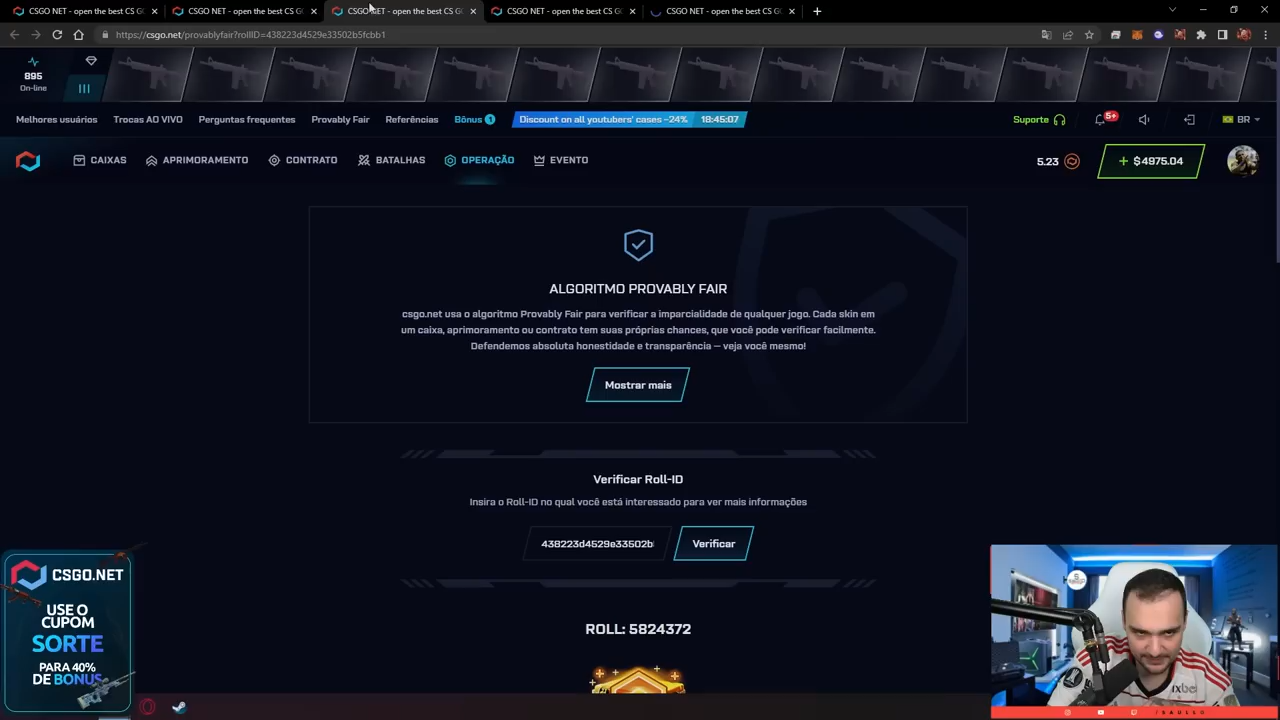 CSGO NET - open the best CS G
CSGO NET - open the best CS G
CSGO NET - open the best CS G
CSGO NET - open the best CS G
CSGO NET - open the best CS G
https://csgo.net/provablyfair?rollID=438223d4529e33502b5fcbb1
895
On-line
Melhores usuários
Trocas AO VIVO
Perguntas frequentes
Provably Fair
Referências
Bônus 1
Discount on all youtubers' cases -24% 18:45:07
Suporte
5+
BR
CAIXAS
APRIMORAMENTO
CONTRATO
BATALHAS
OPERAÇÃO
EVENTO
5.23
+ $4975.04
ALGORITMO PROVABLY FAIR
csgo.net usa o algoritmo Provably Fair para verificar a imparcialidade de qualquer jogo. Cada skin em
um caixa, aprimoramento ou contrato tem suas próprias chances, que você pode verificar facilmente.
Defendemos absoluta honestidade e transparência — veja você mesmo!
Mostrar mais
Verificar Roll-ID
Insira o Roll-ID no qual você está interessado para ver mais informações
438223d4529e33502b
Verificar
ROLL: 5824372
CSGO.NET
USE O
CUPOM
SORTE
PARA 40%
DE BONUS